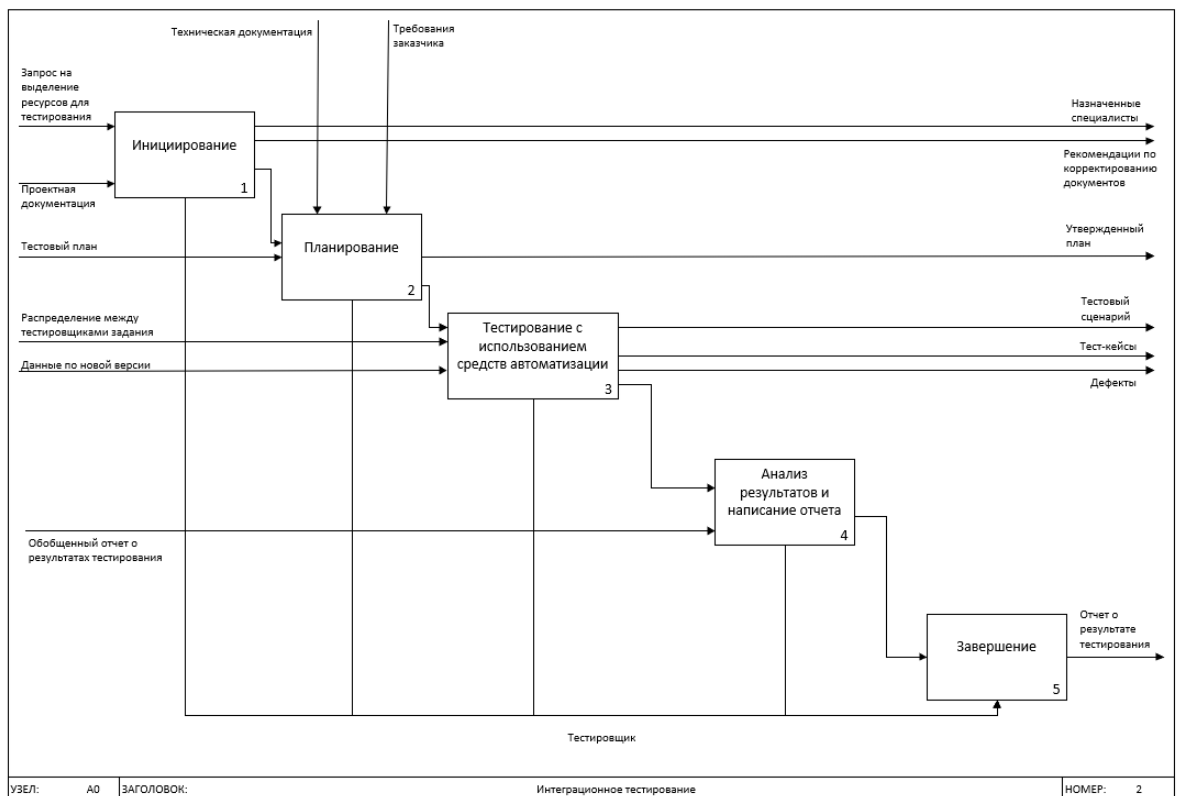 Техническая документация
Требования
заказчика
Запрос на
выделение
ресурсов для
тестирования
Назначенные
специалисты
Инициирование
1
Рекомендации по
корректированию
документов
Проектная
документация
Тестовый план
Планирование
2
Утвержденный
план
Распределение между
тестировщиками задания
Данные по новой версии
Тестирование с
использованием
средств автоматизации
3
Тестовый
сценарий
Тест-кейсы
Дефекты
Анализ
результатов и
написание отчета
4
Обобщенный отчет о
результатах тестирования
Завершение
5
Отчет о
результате
тестирования
Тестировщик
УЗЕЛ: А0 ЗАГОЛОВОК: Интеграционное тестирование НОМЕР: 2